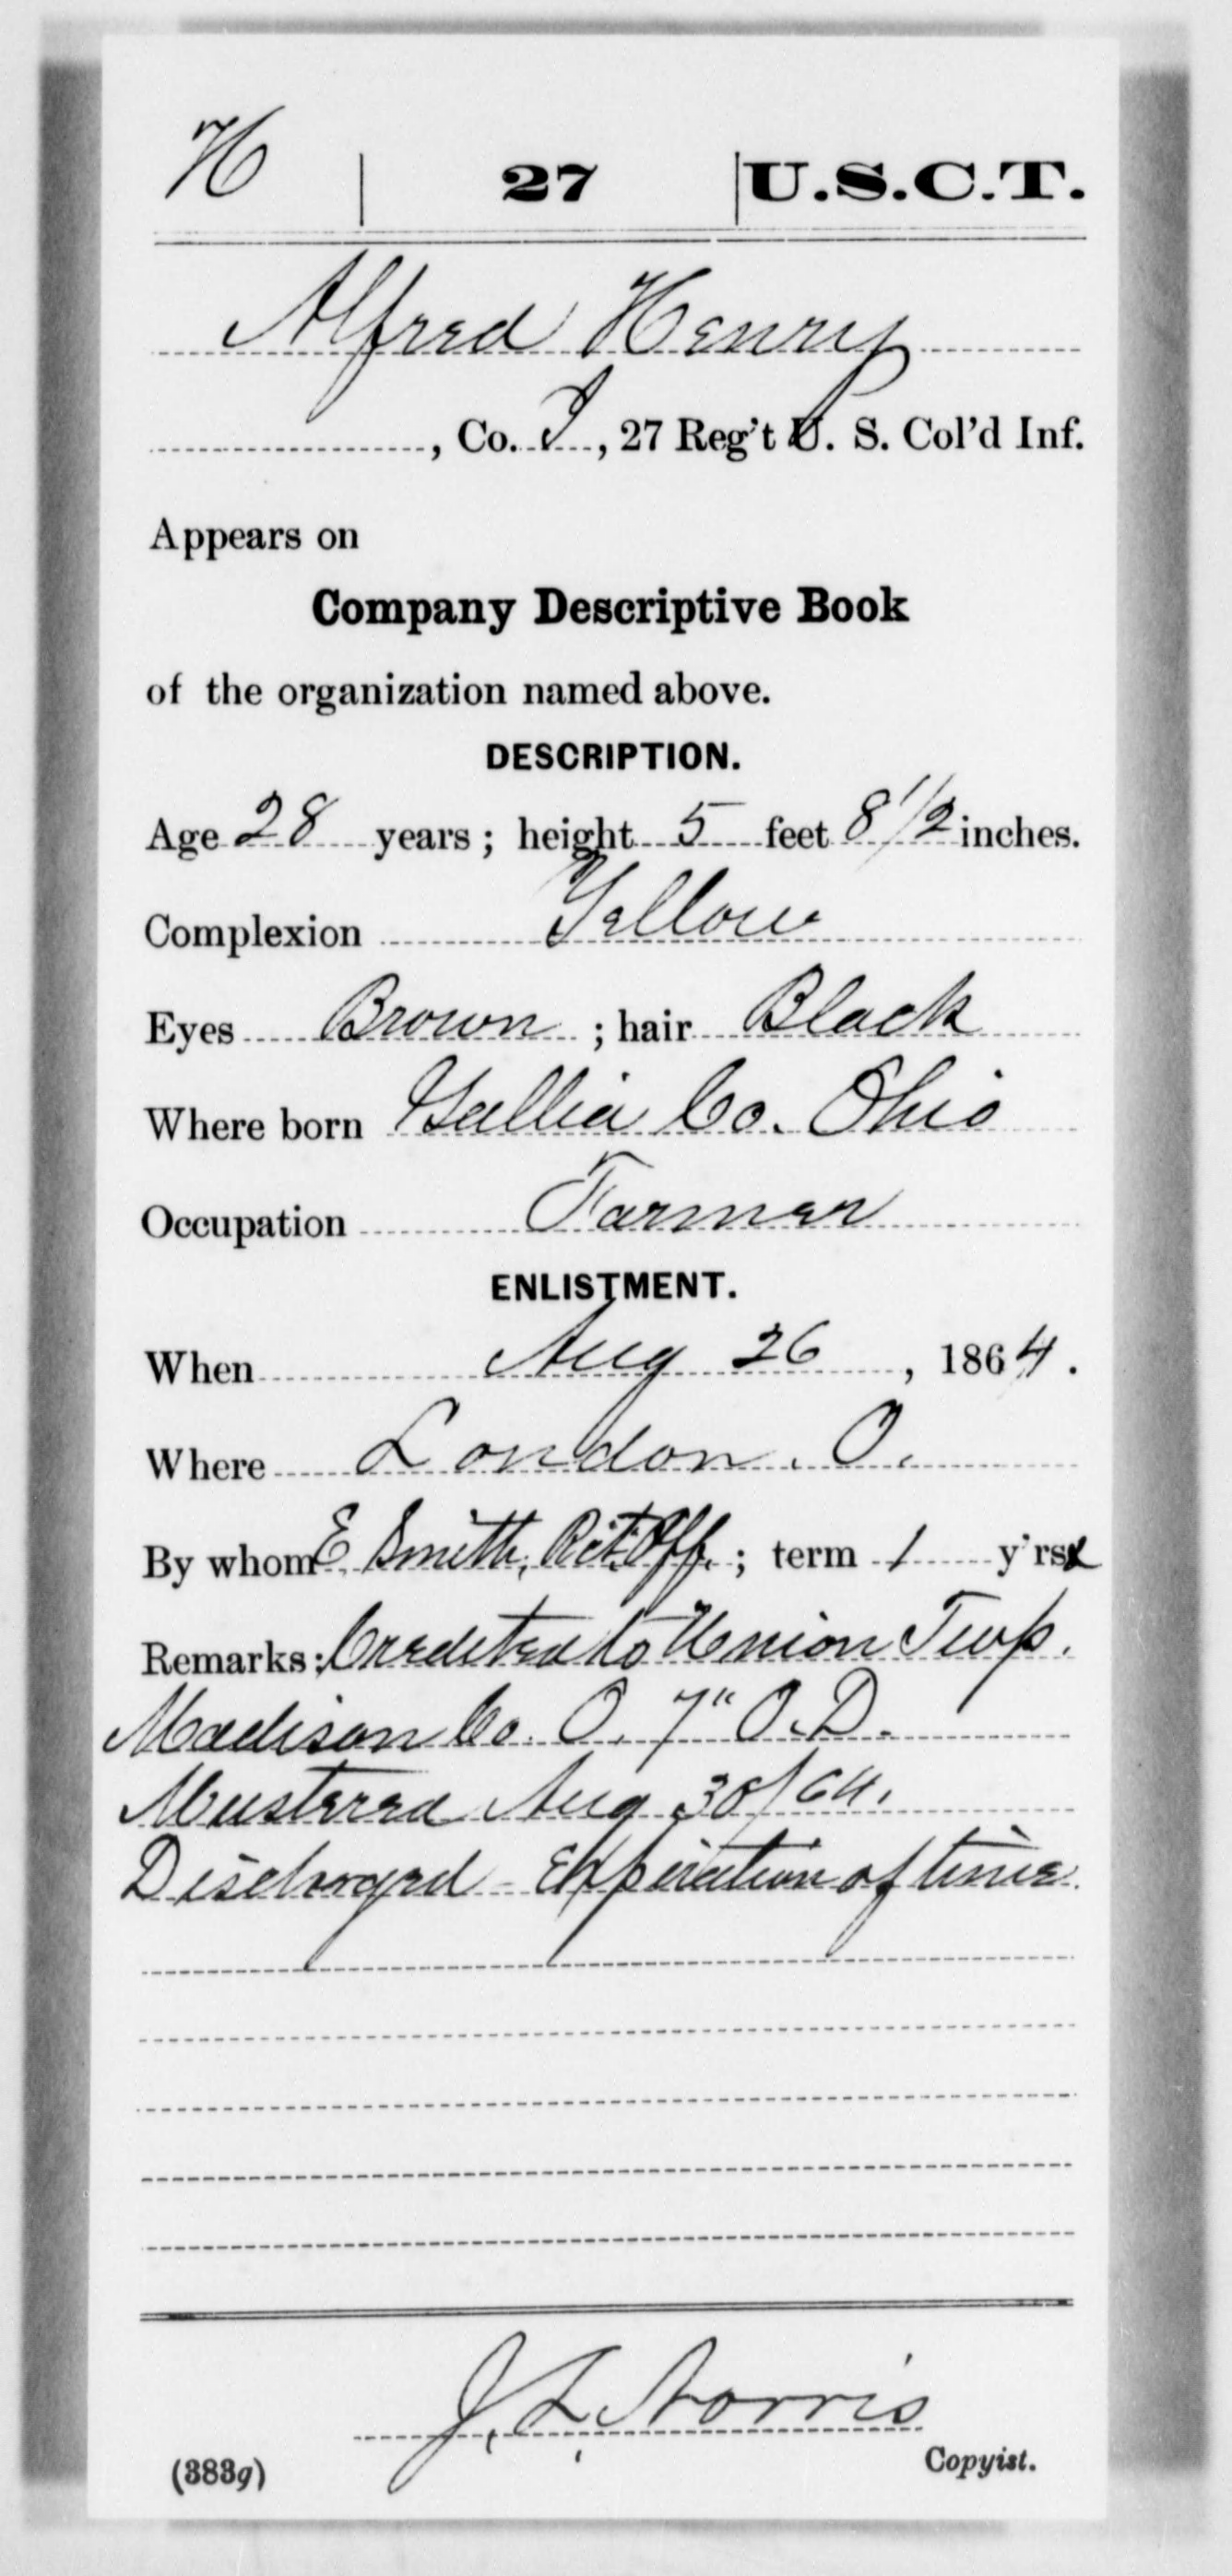 H | 27 | U.S.C.T.
Alfred Henry
, Co. I, 27 Reg't U. S. Col'd Inf.
Appears on
Company Descriptive Book
of the organization named above.
DESCRIPTION.
Age 28 years; height 5 feet 8 1/2 inches.
Complexion Yellow
Eyes Brown; hair Black
Where born Gallia Co. Ohio
Occupation Farmer
ENLISTMENT.
When Aug 26, 1864.
Where London. O.
By whom E Smith, Rct. Off.; term 1 y'rs
Remarks: Credited to Union Twp.
Madison Co. O. 7" O. D.
Mustered Aug 30/64.
Discharged - Expiration of time.
J. L. Norris
(383g) Copyist.